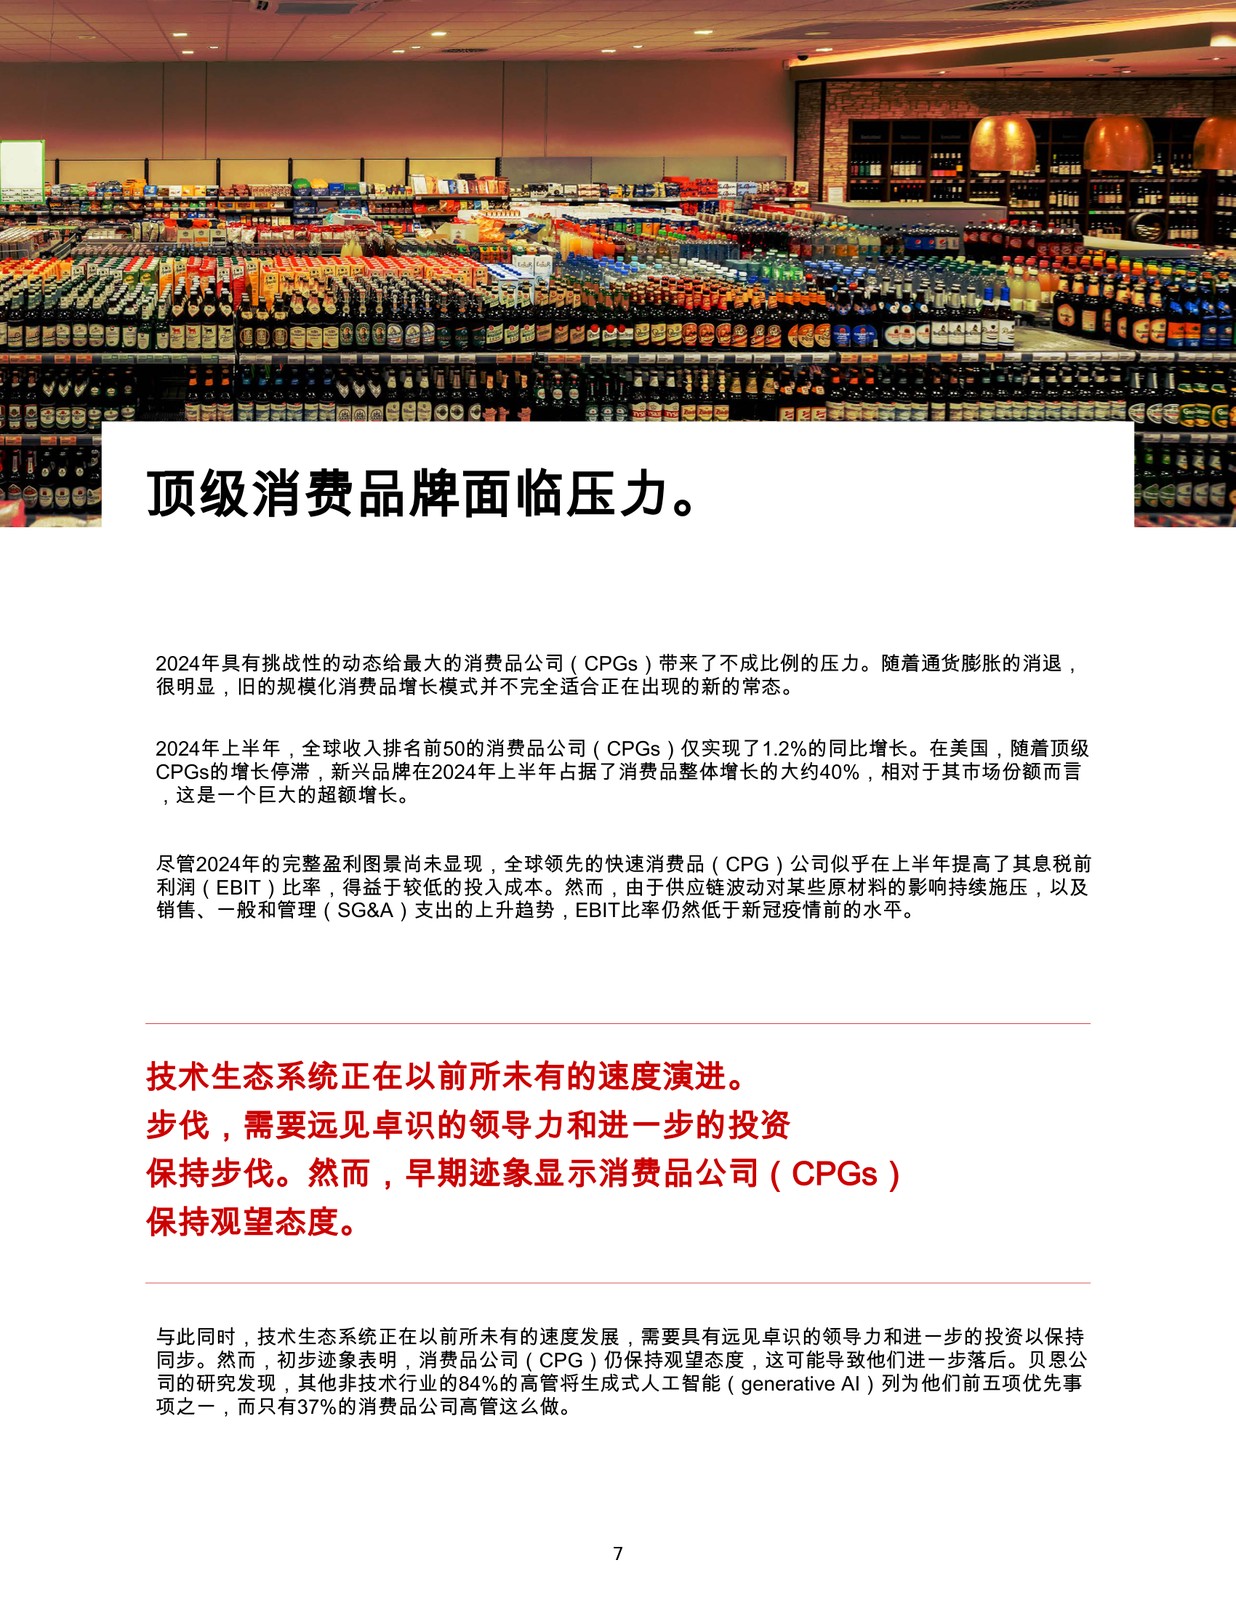 顶级消费品牌面临压力。
2024年具有挑战性的动态给最大的消费品公司（CPGs）带来了不成比例的压力。随着通货膨胀的消退，
很明显，旧的规模化消费品增长模式并不完全适合正在出现的新的常态。
2024年上半年，全球收入排名前50的消费品公司（CPGs）仅实现了1.2%的同比增长。在美国，随着顶级
CPGs的增长停滞，新兴品牌在2024年上半年占据了消费品整体增长的大约40%，相对于其市场份额而言
，这是一个巨大的超额增长。
尽管2024年的完整盈利图景尚未显现，全球领先的快速消费品（CPG）公司似乎在上半年提高了其息税前
利润（EBIT）比率，得益于较低的投入成本。然而，由于供应链波动对某些原材料的影响持续施压，以及
销售、一般和管理（SG&A）支出的上升趋势，EBIT比率仍然低于新冠疫情前的水平。
技术生态系统正在以前所未有的速度演进。
步伐，需要远见卓识的领导力和进一步的投资
保持步伐。然而，早期迹象显示消费品公司（CPGs）
保持观望态度。
与此同时，技术生态系统正在以前所未有的速度发展，需要具有远见卓识的领导力和进一步的投资以保持
同步。然而，初步迹象表明，消费品公司（CPG）仍保持观望态度，这可能导致他们进一步落后。贝恩公
司的研究发现，其他非技术行业的84%的高管将生成式人工智能（generative AI）列为他们前五项优先事
项之一，而只有37%的消费品公司高管这么做。
7